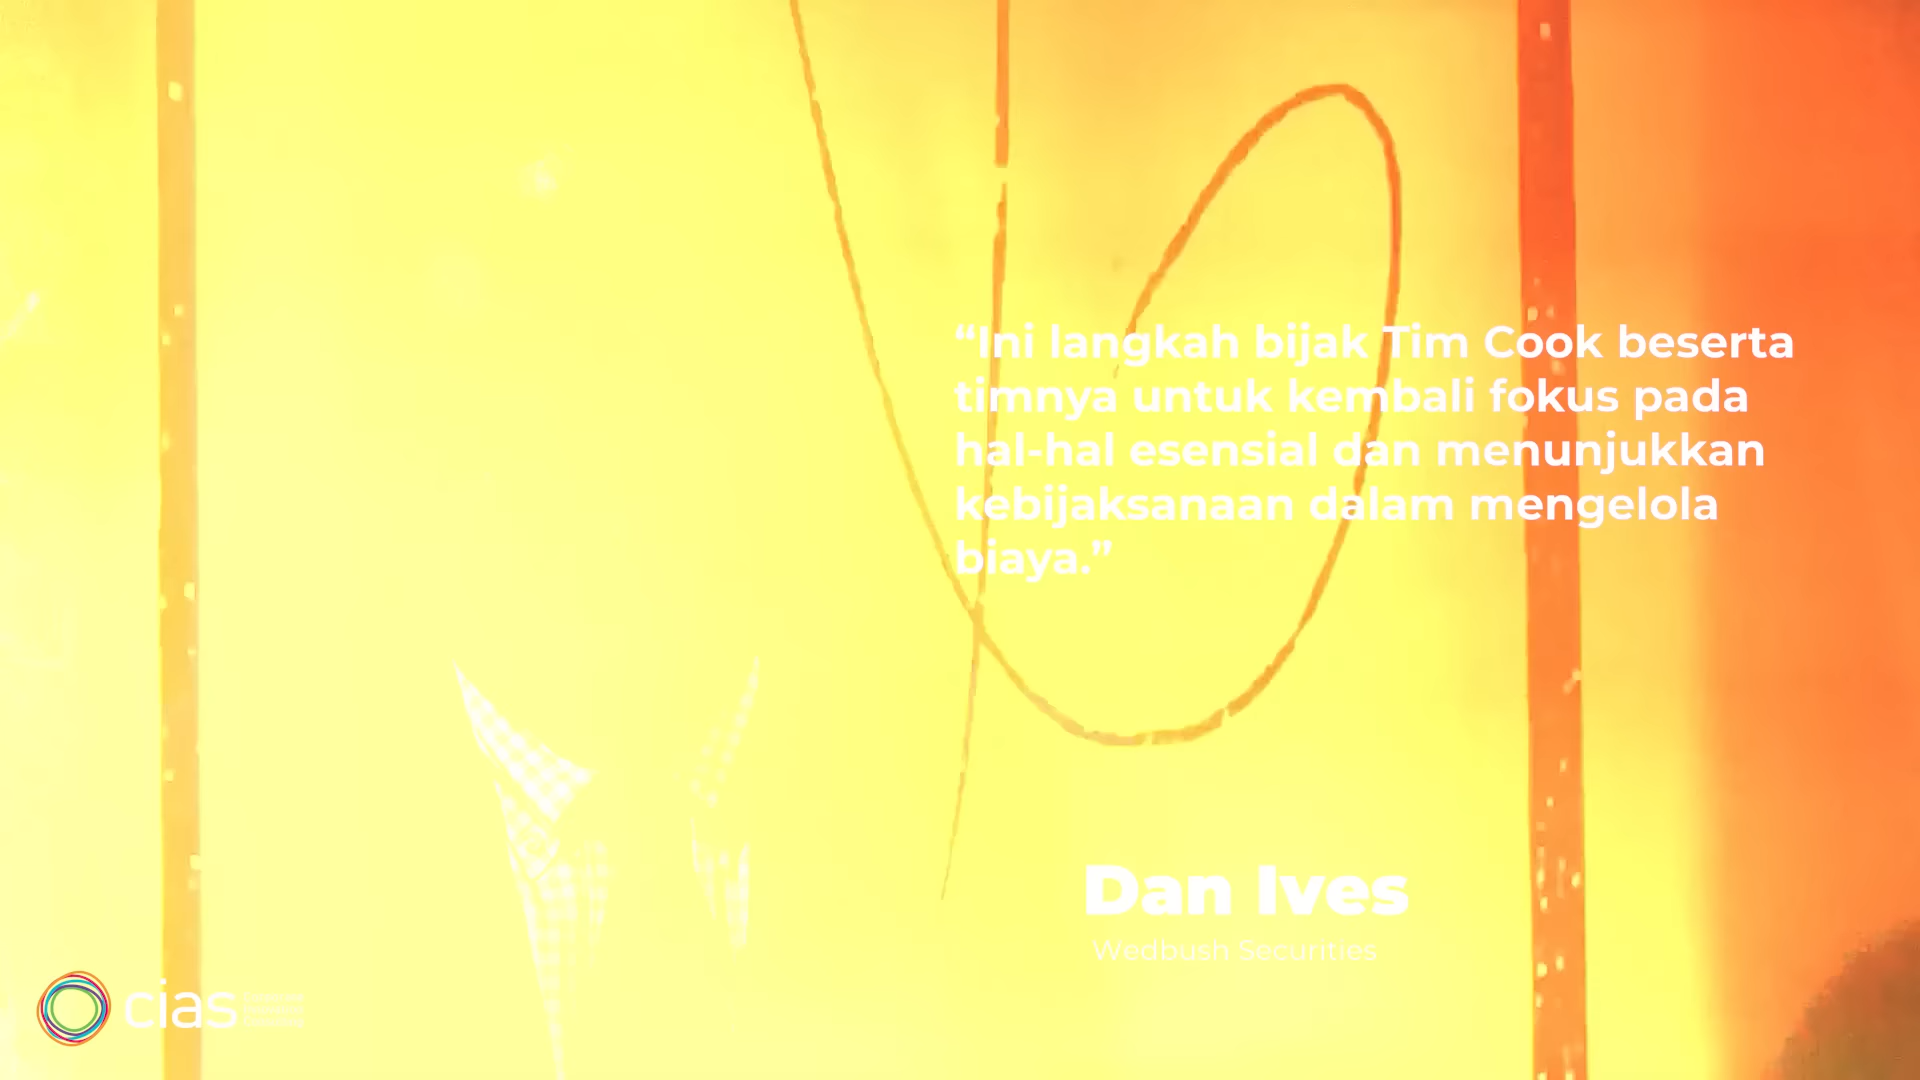 “Ini langkah bijak Tim Cook beserta
timnya untuk kembali fokus pada
hal-hal esensial dan menunjukkan
kebijaksanaan dalam mengelola
biaya.”
Dan Ives
Wedbush Securities
cias